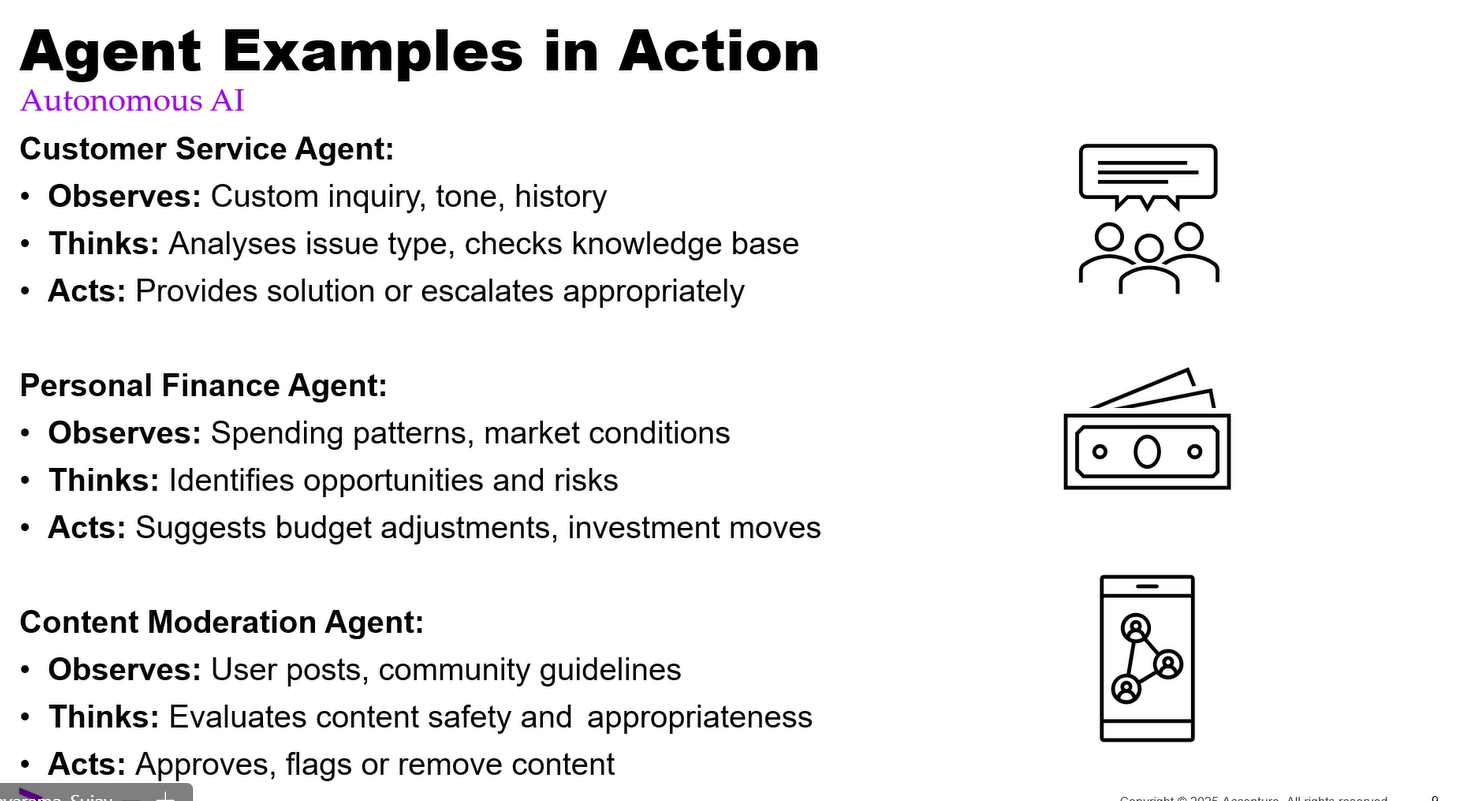 Agent Examples in Action
Autonomous AI
Customer Service Agent:
• Observes: Custom inquiry, tone, history
• Thinks: Analyses issue type, checks knowledge base
• Acts: Provides solution or escalates appropriately
Personal Finance Agent:
• Observes: Spending patterns, market conditions
• Thinks: Identifies opportunities and risks
• Acts: Suggests budget adjustments, investment moves
Content Moderation Agent:
• Observes: User posts, community guidelines
• Thinks: Evaluates content safety and appropriateness
• Acts: Approves, flags or remove content
Copyright © 2025 Accenture. All rights reserved. 9